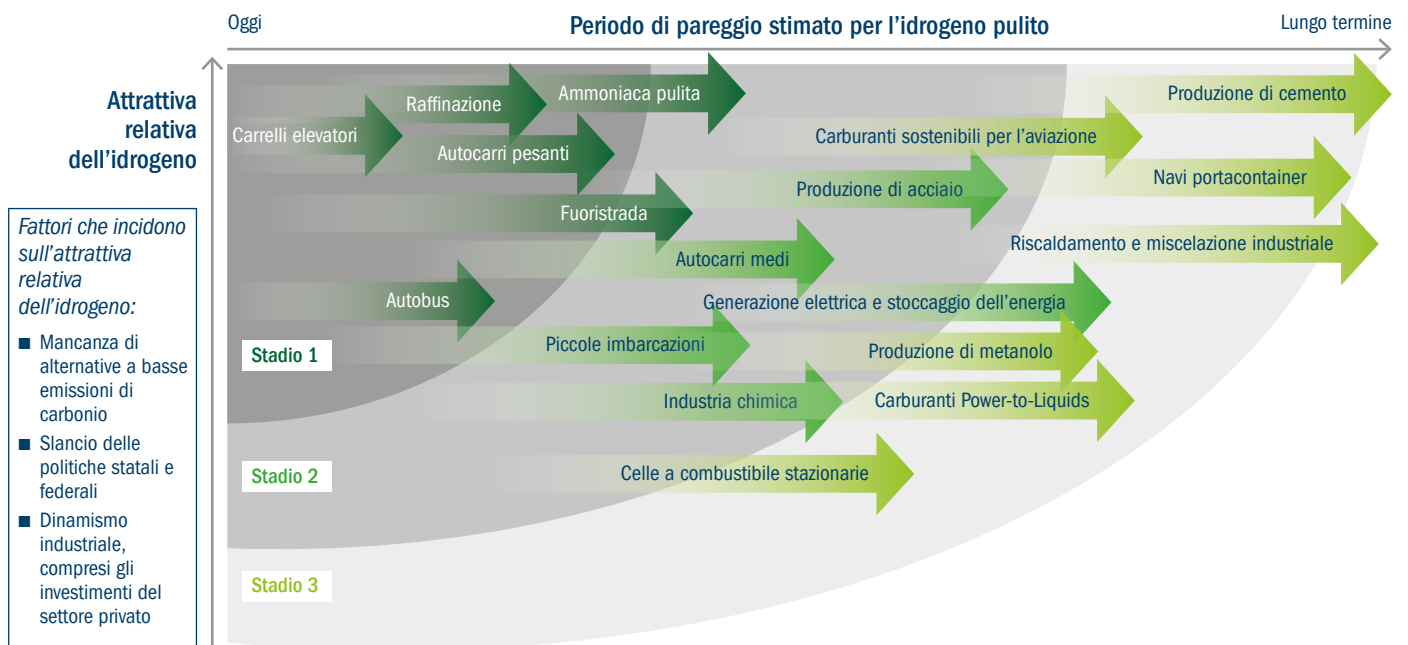 Oggi
Periodo di pareggio stimato per l'idrogeno pulito
Lungo termine
Attrattiva
relativa
dell'idrogeno
Fattori che incidono
sull'attrattiva
relativa
dell'idrogeno:
■ Mancanza di
alternative a basse
emissioni di
carbonio
■ Slancio delle
politiche statali e
federali
■ Dinamismo
industriale,
compresi gli
investimenti del
settore privato
Ammoniaca pulita
Produzione di cemento
Raffinazione
Carrelli elevatori
Carburanti sostenibili per l'aviazione
Autocarri pesanti
Navi portacontainer
Produzione di acciaio
Fuoristrada
Riscaldamento e miscelazione industriale
Autocarri medi
Autobus
Generazione elettrica e stoccaggio dell'energia
Piccole imbarcazioni
Produzione di metanolo
Stadio 1
Industria chimica
Carburanti Power-to-Liquids
Stadio 2
Celle a combustibile stazionarie
Stadio 3